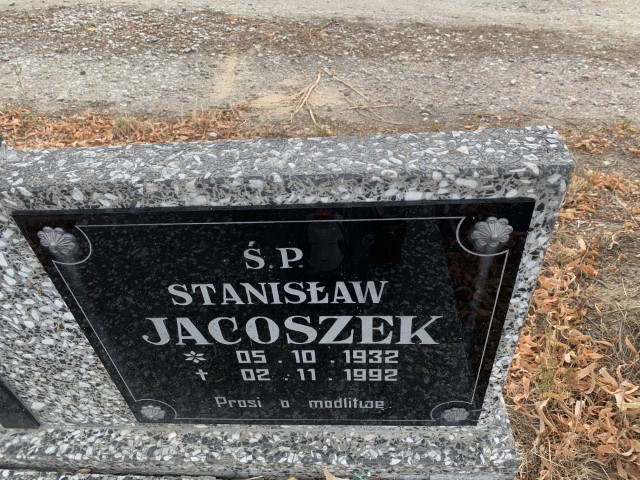 Ś.P.
STANISŁAW
JACOSZEK
05.10.1932
† 02.11.1992
Prosi o modlitwę